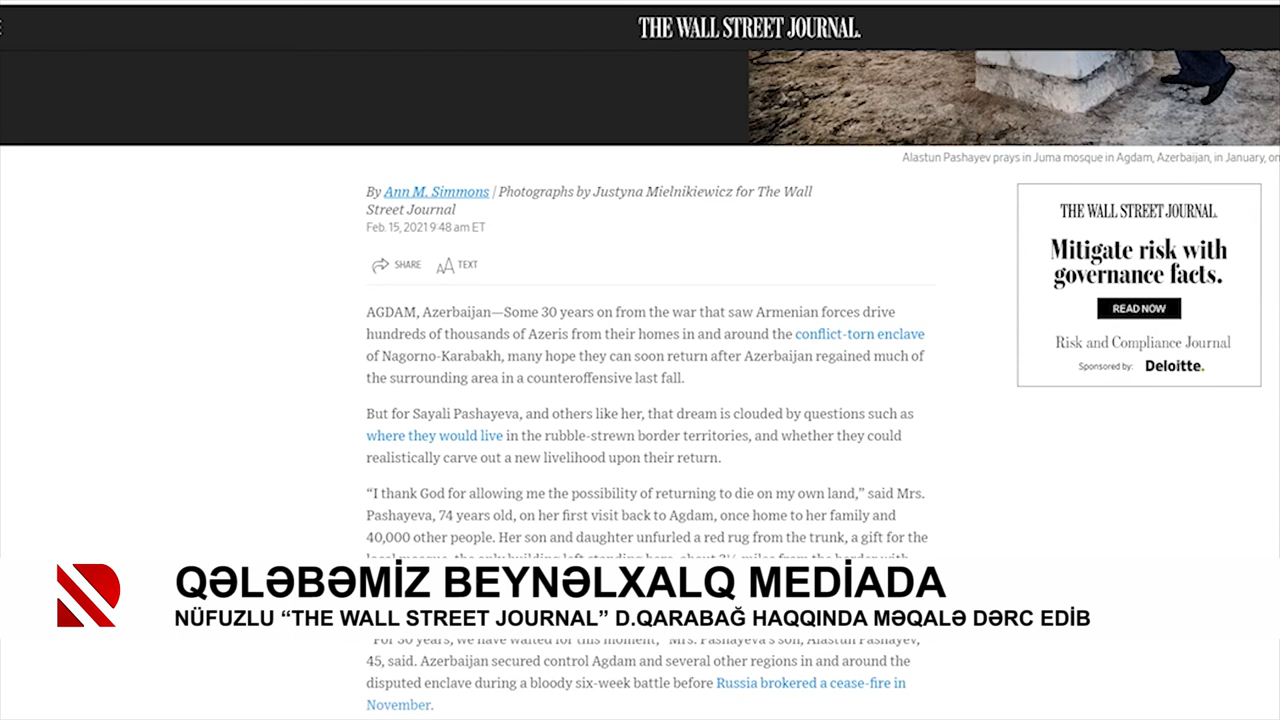 THE WALL STREET JOURNAL.
Alastun Pashayev prays in Juma mosque in Agdam, Azerbaijan, in January, on
By Ann M. Simmons | Photographs by Justyna Mielnikiewicz for The Wall
Street Journal
Feb. 15, 2021 9:48 am ET
SHARE AA TEXT
AGDAM, Azerbaijan—Some 30 years on from the war that saw Armenian forces drive
hundreds of thousands of Azeris from their homes in and around the conflict-torn enclave
of Nagorno-Karabakh, many hope they can soon return after Azerbaijan regained much of
the surrounding area in a counteroffensive last fall.
But for Sayali Pashayeva, and others like her, that dream is clouded by questions such as
where they would live in the rubble-strewn border territories, and whether they could
realistically carve out a new livelihood upon their return.
“I thank God for allowing me the possibility of returning to die on my own land,” said Mrs.
Pashayeva, 74 years old, on her first visit back to Agdam, once home to her family and
40,000 other people. Her son and daughter unfurled a red rug from the trunk, a gift for the
THE WALL STREET JOURNAL.
Mitigate risk with
governance facts.
READ NOW
Risk and Compliance Journal
Sponsored by: Deloitte.
QƏLƏBƏMİZ BEYNƏLXALQ MEDİADA
NÜFUZLU “THE WALL STREET JOURNAL” D.QARABAĞ HAQQINDA MƏQALƏ DƏRC EDİB
“For 30 years, we have waited for this moment,” Mrs. Pashayeva's son, Alastun Pashayev,
45, said. Azerbaijan secured control Agdam and several other regions in and around the
disputed enclave during a bloody six-week battle before Russia brokered a cease-fire in
November.